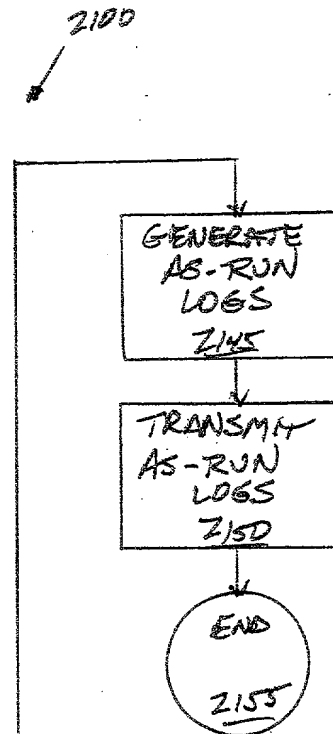 2100
GENERATE
AS-RUN
LOGS
2145
TRANSMIT
AS-RUN
LOGS
2150
END
2155